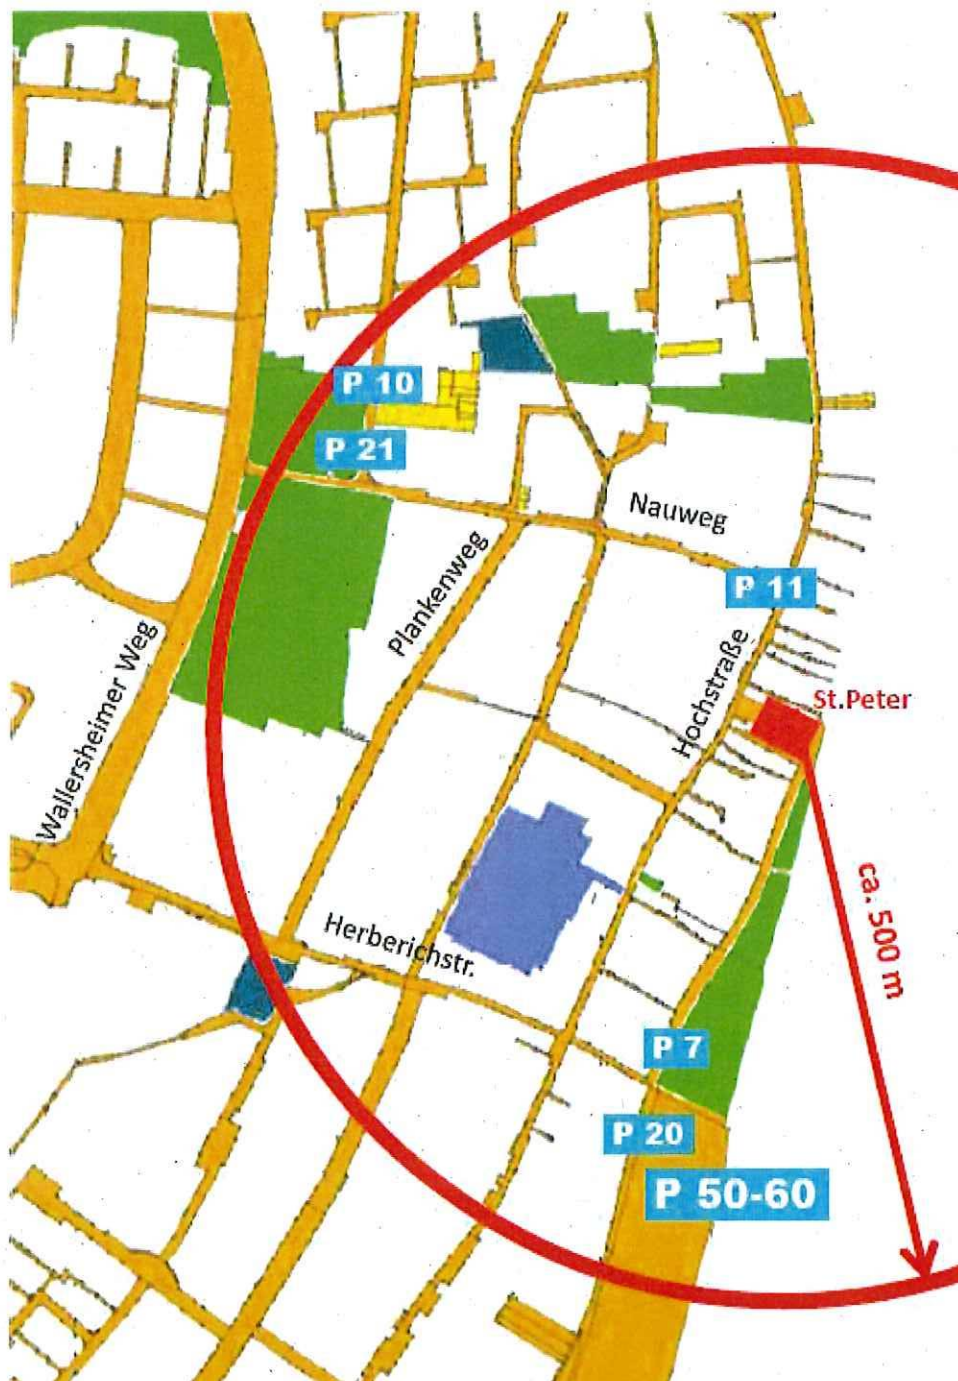 P 10
P 21
Nauweg
Plankenweg
P 11
Wallersheimer Weg
Hochstraße
St.Peter
ca. 500 m
Herberichstr.
P 7
P 20
P 50-60